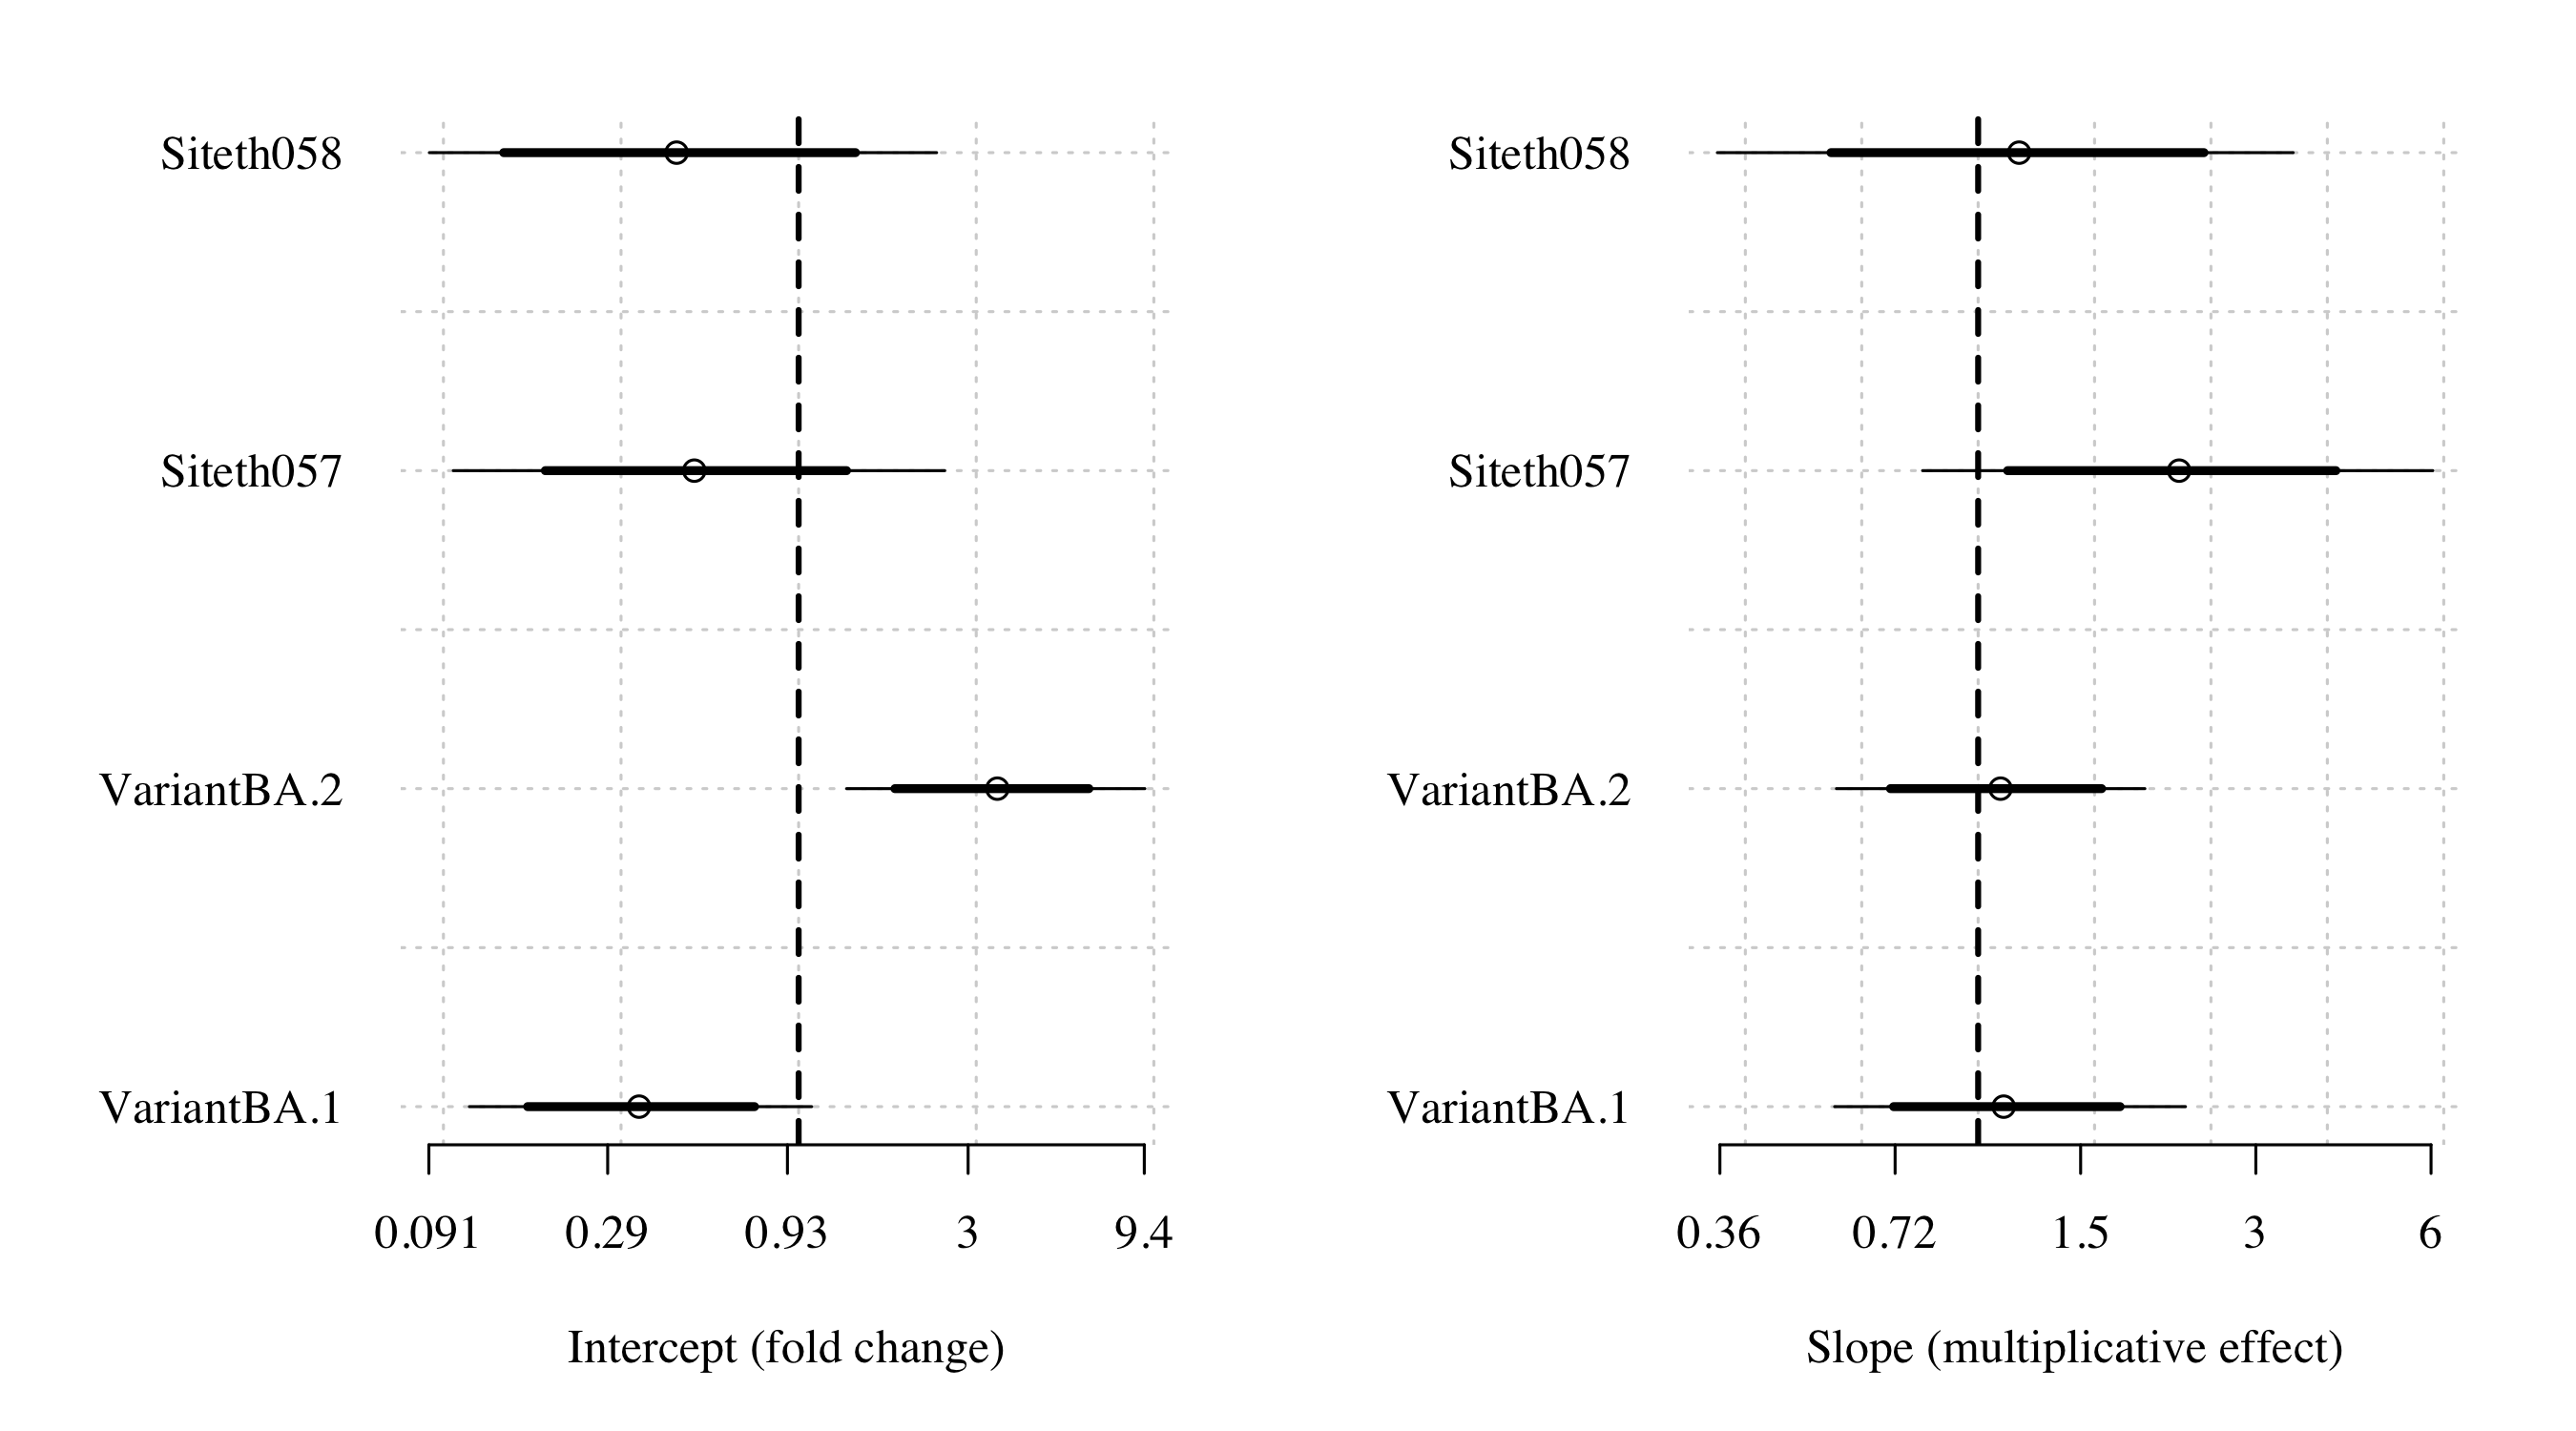 Siteth058
Siteth057
VariantBA.2
VariantBA.1
0.091 0.29 0.93 3 9.4
Intercept (fold change)
Siteth058
Siteth057
VariantBA.2
VariantBA.1
0.36 0.72 1.5 3 6
Slope (multiplicative effect)